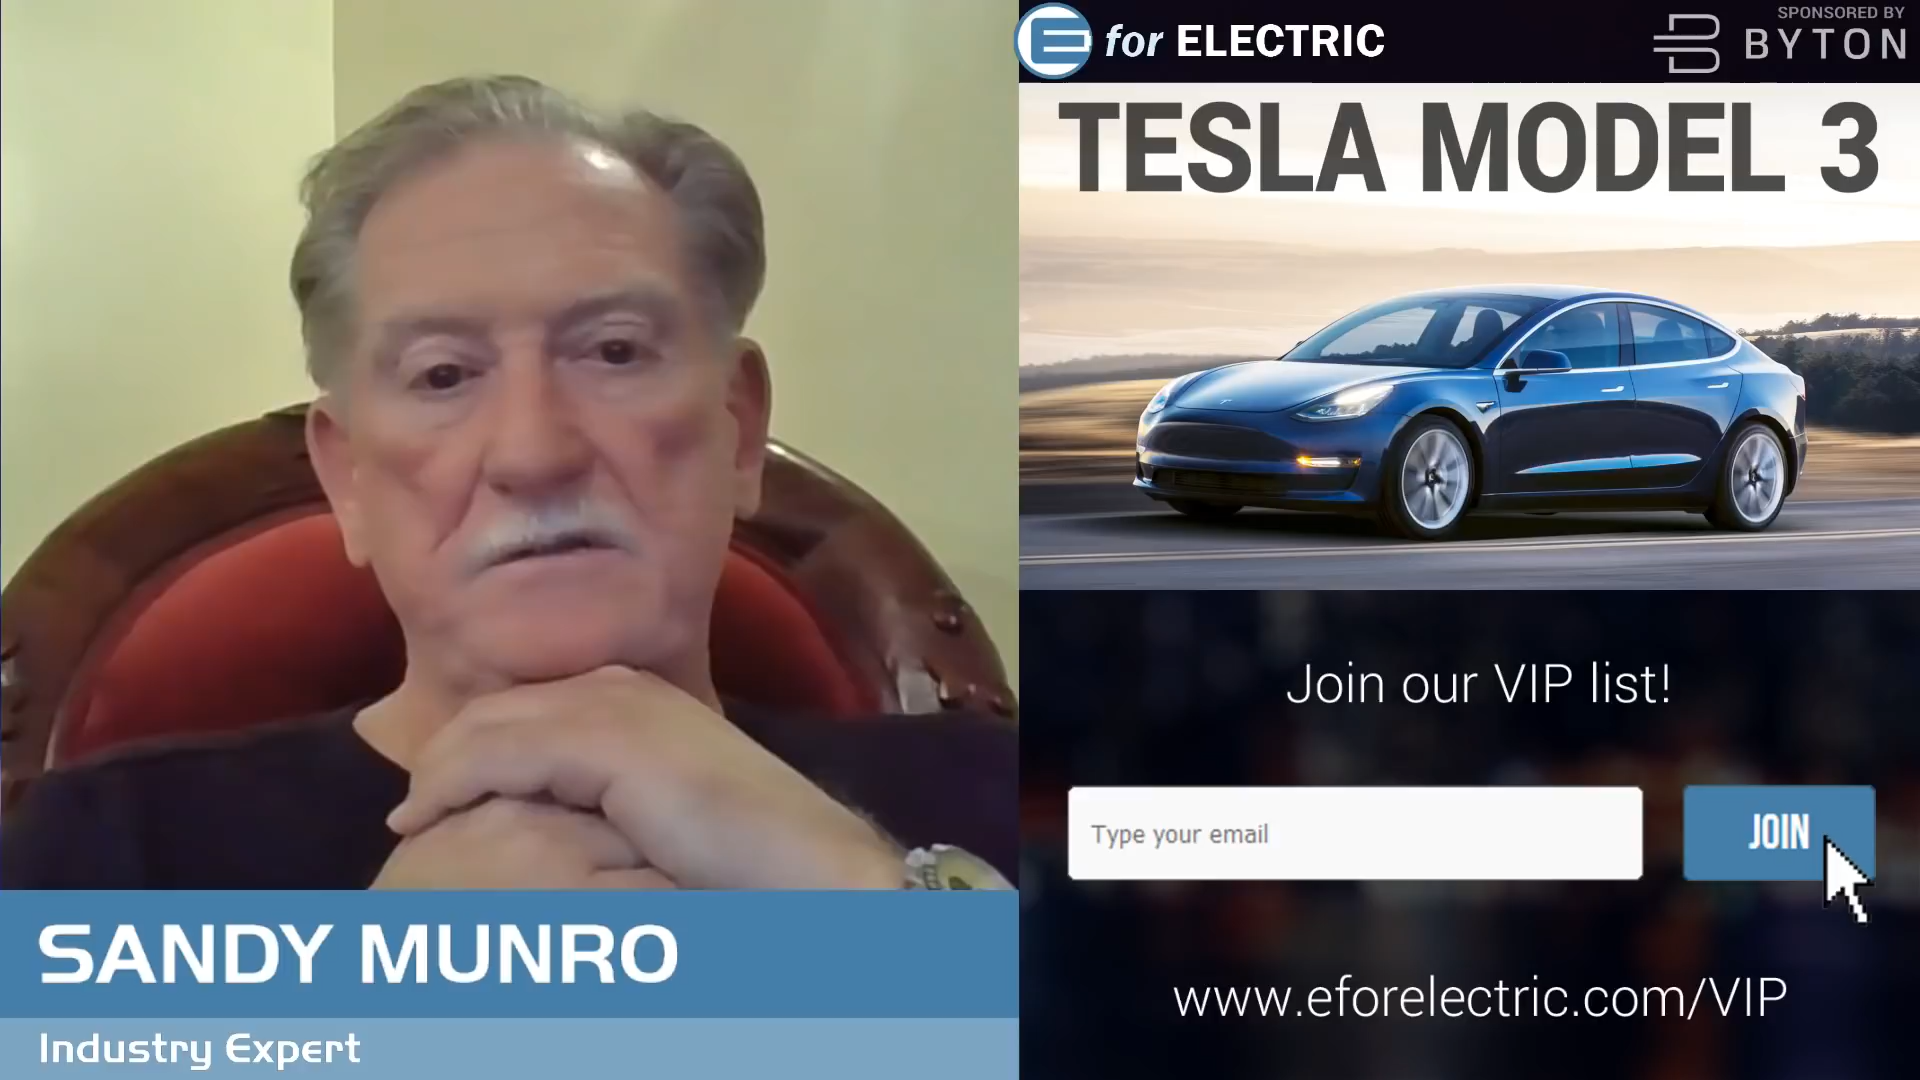 SANDY MUNRO
Industry Expert
E for ELECTRIC
SPONSORED BY
BYTON
TESLA MODEL 3
Join our VIP list!
Type your email
JOIN
www.eforelectric.com/VIP